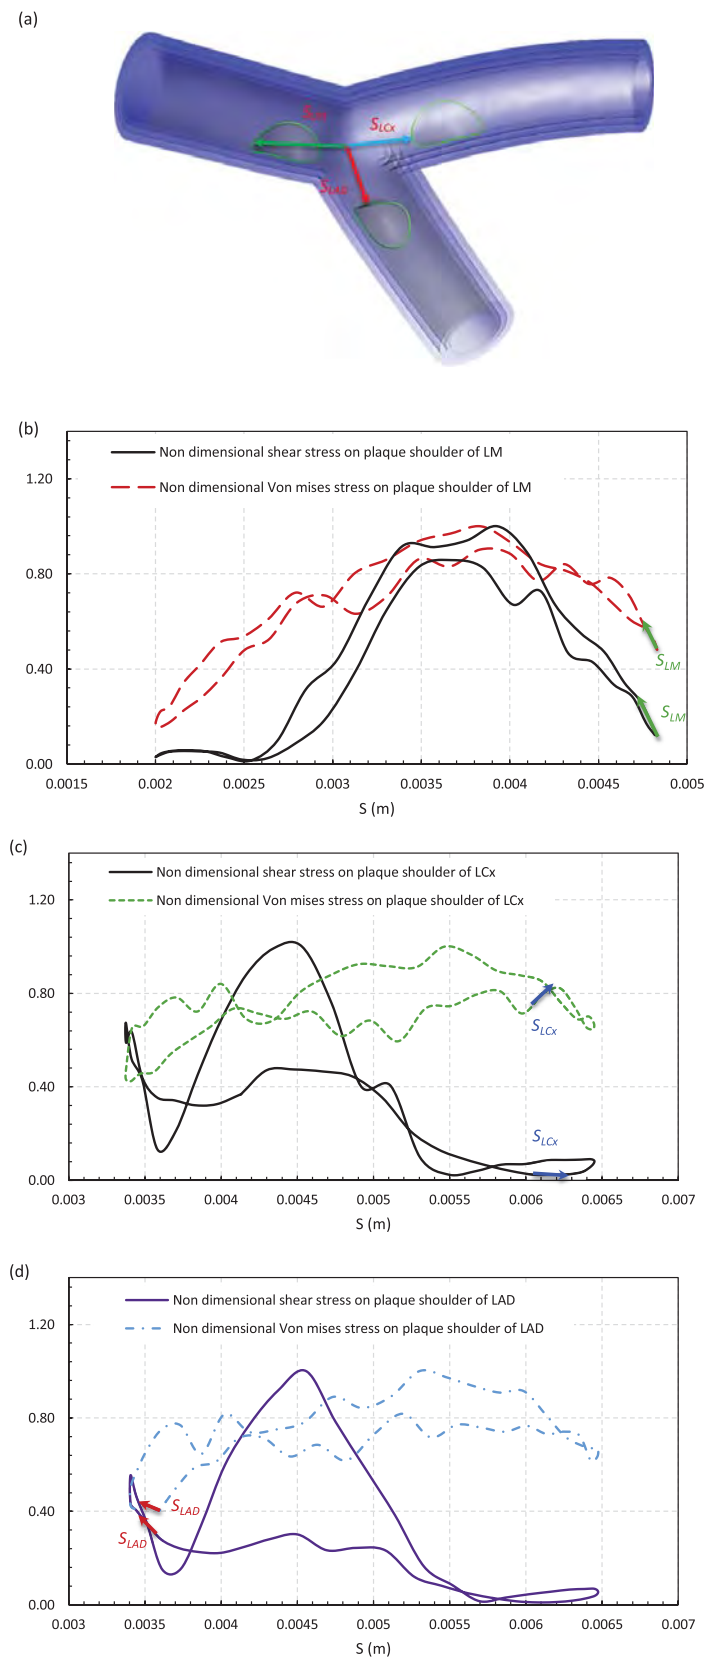 (a)
S_LM
S_LCx
S_LAD
(b)
Non dimensional shear stress on plaque shoulder of LM
1.20
Non dimensional Von mises stress on plaque shoulder of LM
0.80
0.40
S_LM
S_LM
0.00
0.0015 0.002 0.0025 0.003 0.0035 0.004 0.0045 0.005
S (m)
(c)
Non dimensional shear stress on plaque shoulder of LCx
1.20
Non dimensional Von mises stress on plaque shoulder of LCx
0.80
S_LCx
0.40
S_LCx
0.00
0.003 0.0035 0.004 0.0045 0.005 0.0055 0.006 0.0065 0.007
S (m)
(d)
Non dimensional shear stress on plaque shoulder of LAD
1.20
Non dimensional Von mises stress on plaque shoulder of LAD
0.80
0.40
S_LAD
S_LAD
0.00
0.003 0.0035 0.004 0.0045 0.005 0.0055 0.006 0.0065 0.007
S (m)